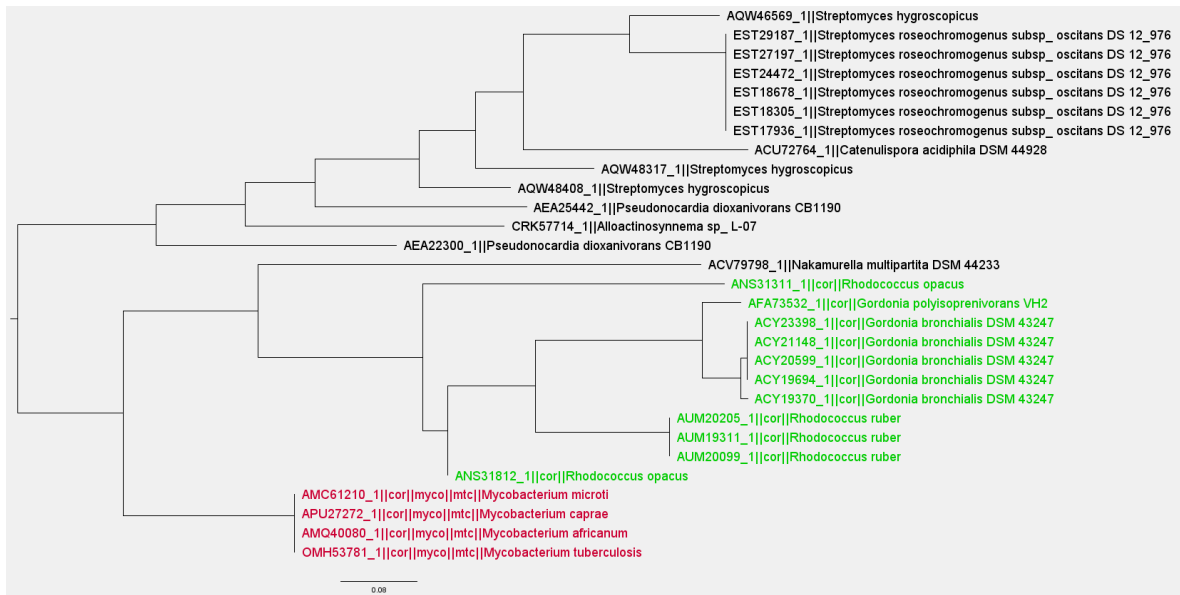 AQW46569_1||Streptomyces hygroscopicus
EST29187_1||Streptomyces roseochromogenus subsp_ oscitans DS 12_976
EST27197_1||Streptomyces roseochromogenus subsp_ oscitans DS 12_976
EST24472_1||Streptomyces roseochromogenus subsp_ oscitans DS 12_976
EST18678_1||Streptomyces roseochromogenus subsp_ oscitans DS 12_976
EST18305_1||Streptomyces roseochromogenus subsp_ oscitans DS 12_976
EST17936_1||Streptomyces roseochromogenus subsp_ oscitans DS 12_976
ACU72764_1||Catenulispora acidiphila DSM 44928
AQW48317_1||Streptomyces hygroscopicus
AQW48408_1||Streptomyces hygroscopicus
AEA25442_1||Pseudonocardia dioxanivorans CB1190
CRK57714_1||Alloactinosynnema sp_ L-07
AEA22300_1||Pseudonocardia dioxanivorans CB1190
ACV79798_1||Nakamurella multipartita DSM 44233
ANS31311_1||cor||Rhodococcus opacus
AFA73532_1||cor||Gordonia polyisoprenivorans VH2
ACY23398_1||cor||Gordonia bronchialis DSM 43247
ACY21148_1||cor||Gordonia bronchialis DSM 43247
ACY20599_1||cor||Gordonia bronchialis DSM 43247
ACY19694_1||cor||Gordonia bronchialis DSM 43247
ACY19370_1||cor||Gordonia bronchialis DSM 43247
AUM20205_1||cor||Rhodococcus ruber
AUM19311_1||cor||Rhodococcus ruber
AUM20099_1||cor||Rhodococcus ruber
ANS31812_1||cor||Rhodococcus opacus
AMC61210_1||cor||myco||mtc||Mycobacterium microti
APU27272_1||cor||myco||mtc||Mycobacterium caprae
AMQ40080_1||cor||myco||mtc||Mycobacterium africanum
OMH53781_1||cor||myco||mtc||Mycobacterium tuberculosis
0.08